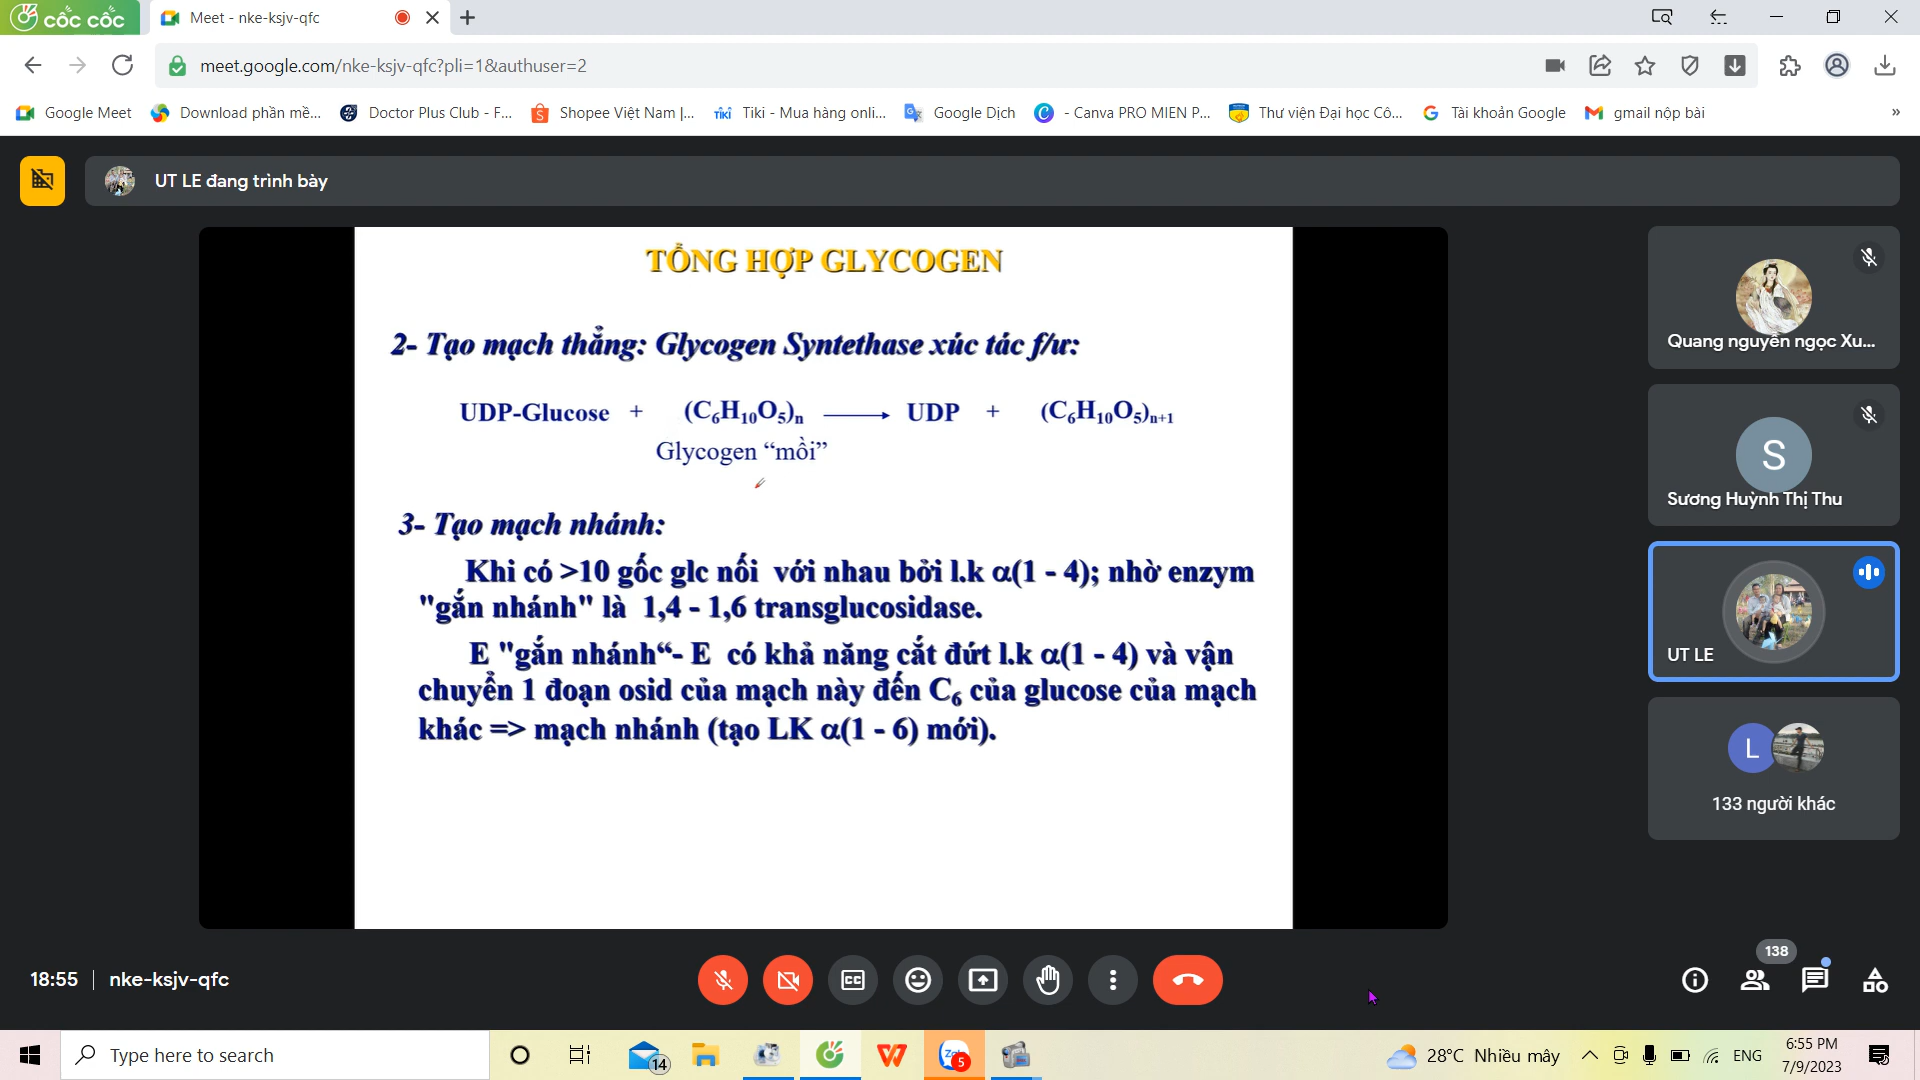 cốc cốc
Meet - nke-ksjv-qfc
meet.google.com/nke-ksjv-qfc?pli=1&authuser=2
Google Meet
Download phần mề...
Doctor Plus Club - F...
Shopee Việt Nam |...
Tiki - Mua hàng onli...
Google Dịch
- Canva PRO MIEN P...
Thư viện Đại học Cô...
Tài khoản Google
gmail nộp bài
»
UT LE đang trình bày
TỔNG HỢP GLYCOGEN
2- Tạo mạch thẳng: Glycogen Syntethase xúc tác f/ư:
UDP-Glucose + (C₆H₁₀O₅)ₙ ⟶ UDP + (C₆H₁₀O₅)ₙ₊₁
Glycogen “mồi”
3- Tạo mạch nhánh:
Khi có >10 gốc glc nối với nhau bởi l.k α(1 - 4); nhờ enzym
"gắn nhánh" là 1,4 - 1,6 transglucosidase.
E "gắn nhánh“- E có khả năng cắt đứt l.k α(1 - 4) và vận
chuyển 1 đoạn osid của mạch này đến C₆ của glucose của mạch
khác => mạch nhánh (tạo LK α(1 - 6) mới).
Quang nguyễn ngọc Xu...
S
Sương Huỳnh Thị Thu
UT LE
L
133 người khác
18:55 | nke-ksjv-qfc
CC
138
Type here to search
14
Zalo
5
28°C Nhiều mây
ENG
6:55 PM
7/9/2023